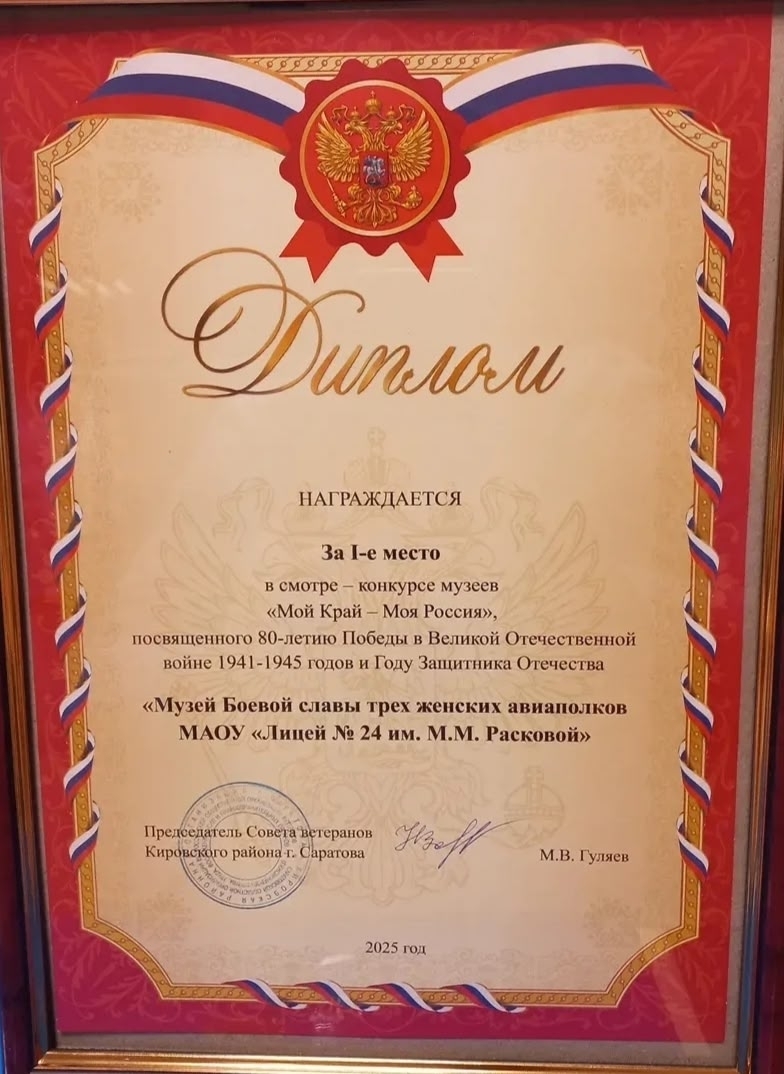 Диплом
НАГРАЖДАЕТСЯ
За I-е место
в смотре – конкурсе музеев
«Мой Край – Моя Россия»,
посвященного 80-летию Победы в Великой Отечественной
войне 1941-1945 годов и Году Защитника Отечества
«Музей Боевой славы трех женских авиаполков
МАОУ «Лицей № 24 им. М.М. Расковой»
Председатель Совета ветеранов
Кировского района г. Саратова
М.В. Гуляев
2025 год